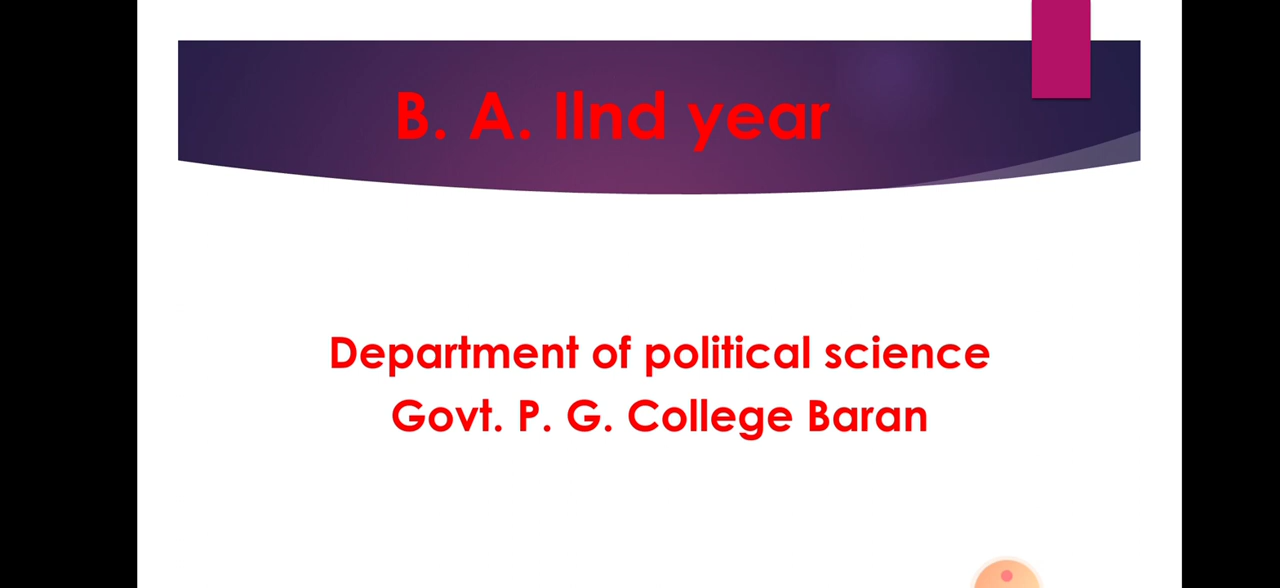 B. A. IInd year
Department of political science
Govt. P. G. College Baran